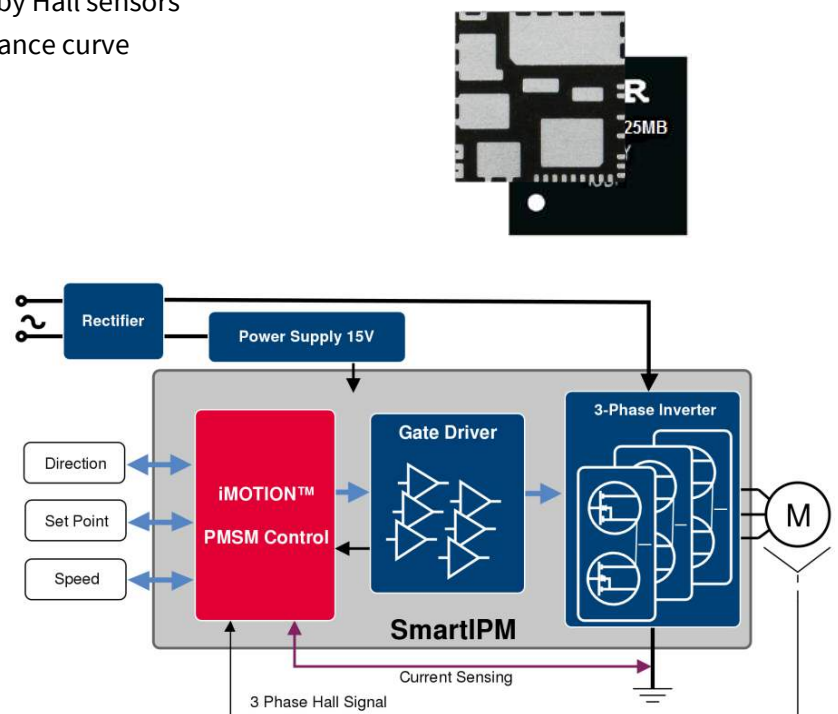 by Hall sensors
ance curve
R
25MB
Rectifier
Power Supply 15V
3-Phase Inverter
Gate Driver
Direction
iMOTION™
Set Point
PMSM Control
M
Speed
SmartIPM
Current Sensing
3 Phase Hall Signal